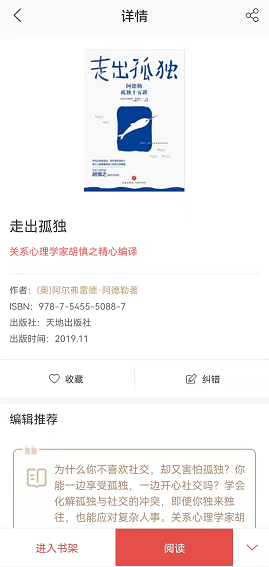 详情
走出孤独
阿德勒
孤独十五讲
胡慎之
走出孤独
关系心理学家胡慎之精心编译
作者：(奥)阿尔弗雷德·阿德勒著
ISBN：978-7-5455-5088-7
出版社：天地出版社
出版时间：2019.11
收藏
纠错
编辑推荐
为什么你不喜欢社交，却又害怕孤独？你
能一边享受孤独，一边开心社交吗？学会
化解孤独与社交的冲突，即便你独来独
往，也能应对复杂人事。关系心理学家胡
进入书架
阅读